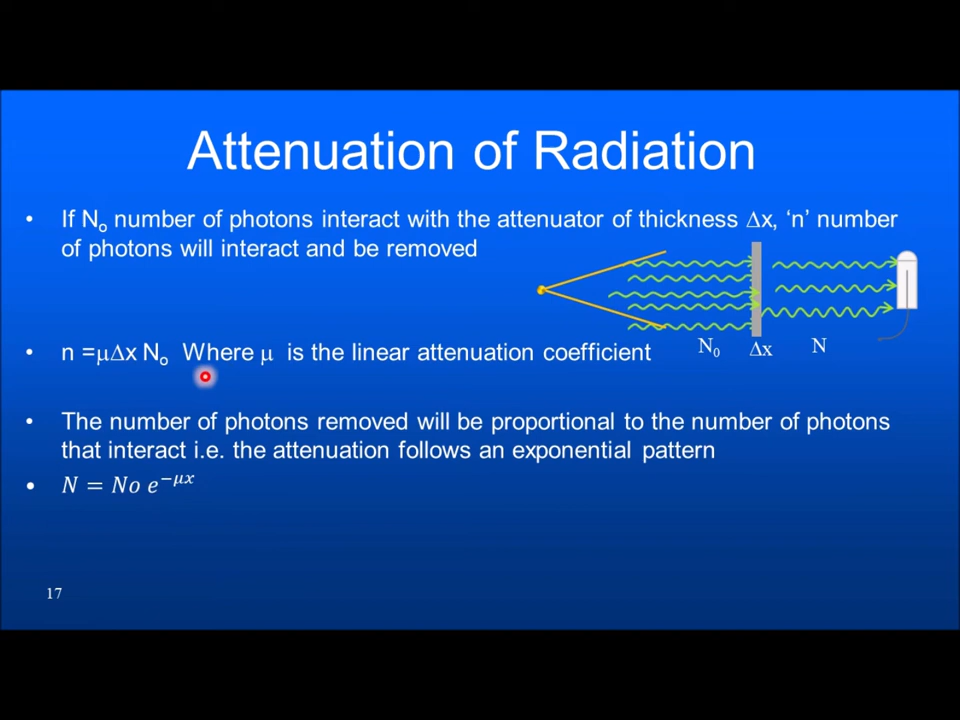 Attenuation of Radiation
• If Nₒ number of photons interact with the attenuator of thickness Δx, ‘n’ number
of photons will interact and be removed
N₀ Δx N
• n =μΔx Nₒ Where μ is the linear attenuation coefficient
• The number of photons removed will be proportional to the number of photons
that interact i.e. the attenuation follows an exponential pattern
• N = No e^−μx
17